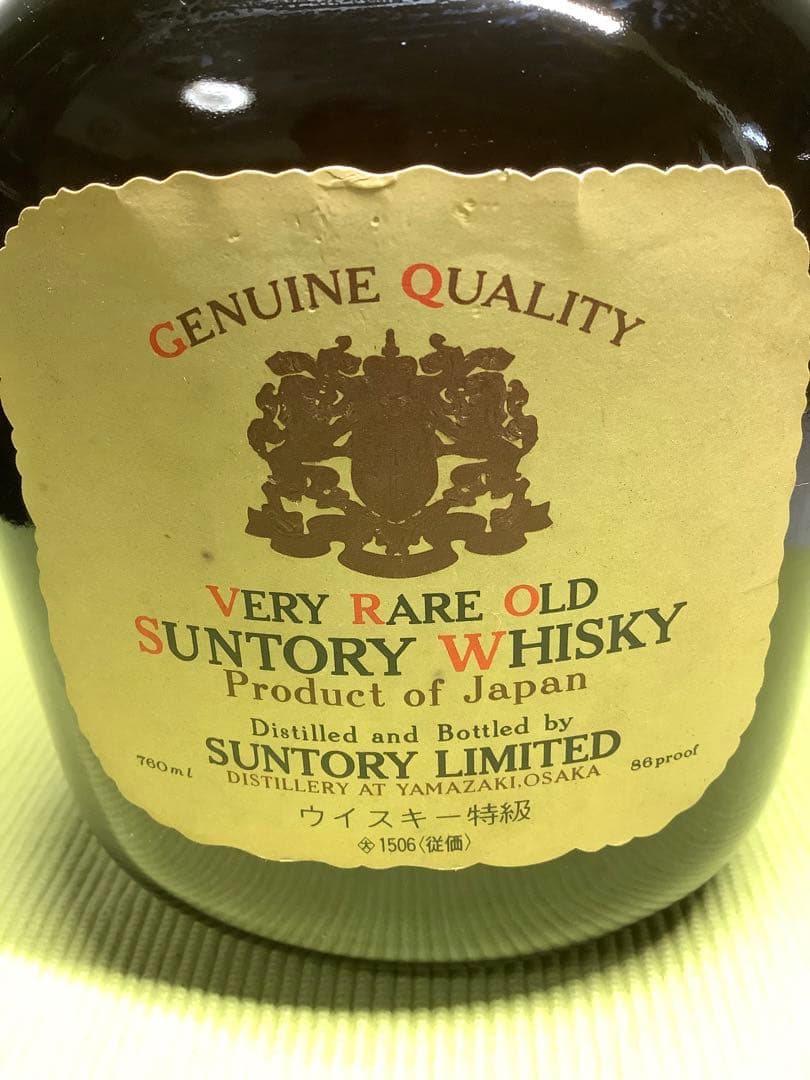 GENUINE QUALITY
VERY RARE OLD
SUNTORY WHISKY
Product of Japan
Distilled and Bottled by
760ml SUNTORY LIMITED 86proof
DISTILLERY AT YAMAZAKI, OSAKA
ウイスキー特級
大 1506〈従価〉